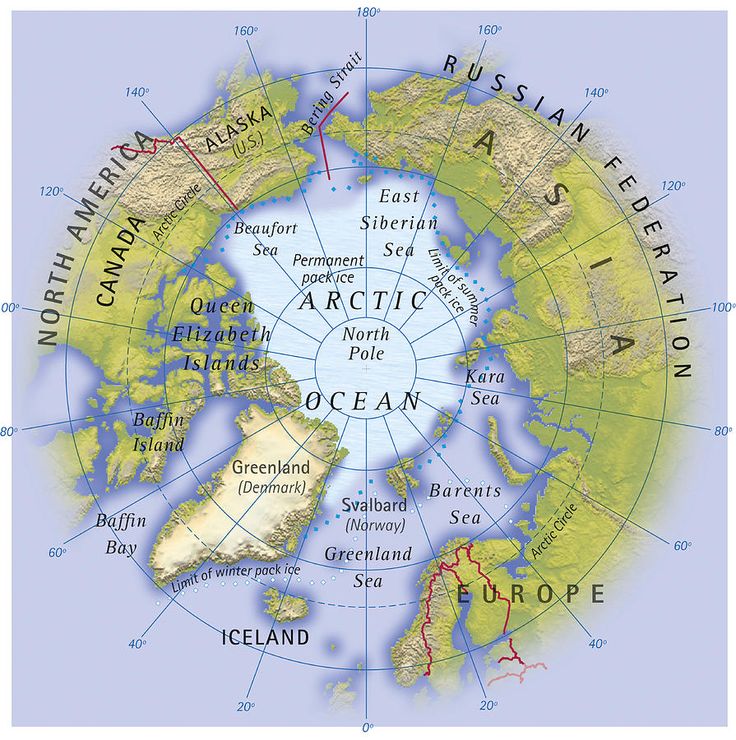 180°
160°
160°
140°
140°
120°
120°
100°
00°
80°
80°
60°
60°
40°
40°
20°
20°
0°
RUSSIAN FEDERATION
ASIA
Bering Strait
ALASKA
(U.S.)
NORTH AMERICA
CANADA
Arctic Circle
Beaufort
Sea
East
Siberian
Sea
Permanent
pack ice
Limit of summer
pack ice
ARCTIC
OCEAN
North
Pole
Queen
Elizabeth
Islands
Kara
Sea
Baffin
Island
Greenland
(Denmark)
Svalbard
(Norway)
Barents
Sea
Baffin
Bay
Greenland
Sea
Limit of winter pack ice
Arctic Circle
EUROPE
ICELAND